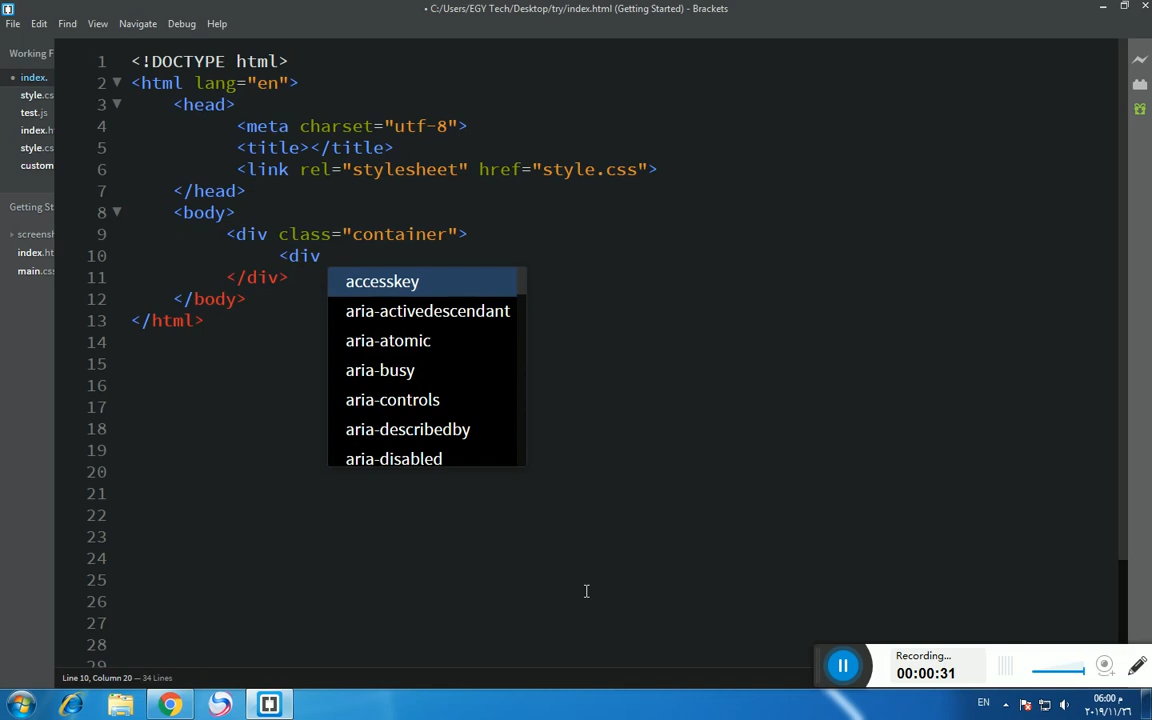 • C:/Users/EGY Tech/Desktop/try/index.html (Getting Started) - Brackets
File Edit Find View Navigate Debug Help
Working F
• index.
style.cs
test.js
index.h
style.cs
custom
Getting St
screensh
index.ht
main.css
1 <!DOCTYPE html>
2 <html lang="en">
3 <head>
4 <meta charset="utf-8">
5 <title></title>
6 <link rel="stylesheet" href="style.css">
7 </head>
8 <body>
9 <div class="container">
10 <div
11 </div>
12 </body>
13 </html>
14
15
16
17
18
19
20
21
22
23
24
25
26
27
28
29
accesskey
aria-activedescendant
aria-atomic
aria-busy
aria-controls
aria-describedby
aria-disabled
Line 10, Column 20 — 34 Lines
Recording...
00:00:31
EN
06:00 م
٢٠١٩/١١/٢٦